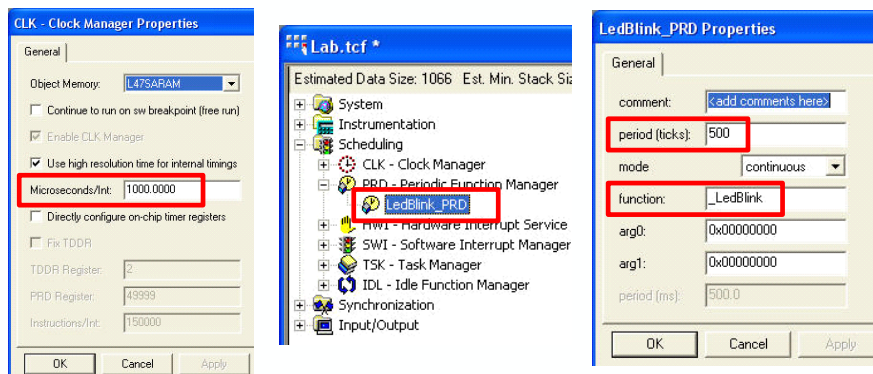 CLK - Clock Manager Properties
General
Object Memory: L47SARAM
Continue to run on sw breakpoint (free run)
Enable CLK Manager
Use high resolution time for internal timings
Microseconds/Int: 1000.0000
Directly configure on-chip timer registers
Fix TDDR
TDDR Register: 2
PRD Register: 49999
Instructions/Int: 150000
OK Cancel Apply
Lab.tcf *
Estimated Data Size: 1066 Est. Min. Stack Siz
System
Instrumentation
Scheduling
CLK - Clock Manager
PRD - Periodic Function Manager
LedBlink_PRD
HWI - Hardware Interrupt Service
SWI - Software Interrupt Manager
TSK - Task Manager
IDL - Idle Function Manager
Synchronization
Input/Output
LedBlink_PRD Properties
General
comment: <add comments here>
period (ticks): 500
mode continuous
function: _LedBlink
arg0: 0x00000000
arg1: 0x00000000
period (ms): 500.0
OK Cancel Apply